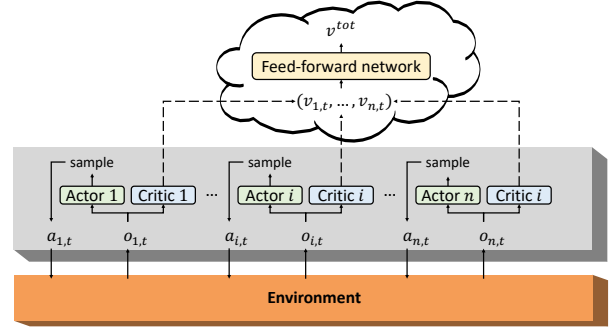 v^{tot}
Feed-forward network
(v_{1,t}, …, v_{n,t})
sample sample sample
Actor 1 Critic 1 ... Actor i Critic i ... Actor n Critic i
a_{1,t} o_{1,t} a_{i,t} o_{i,t} a_{n,t} o_{n,t}
Environment